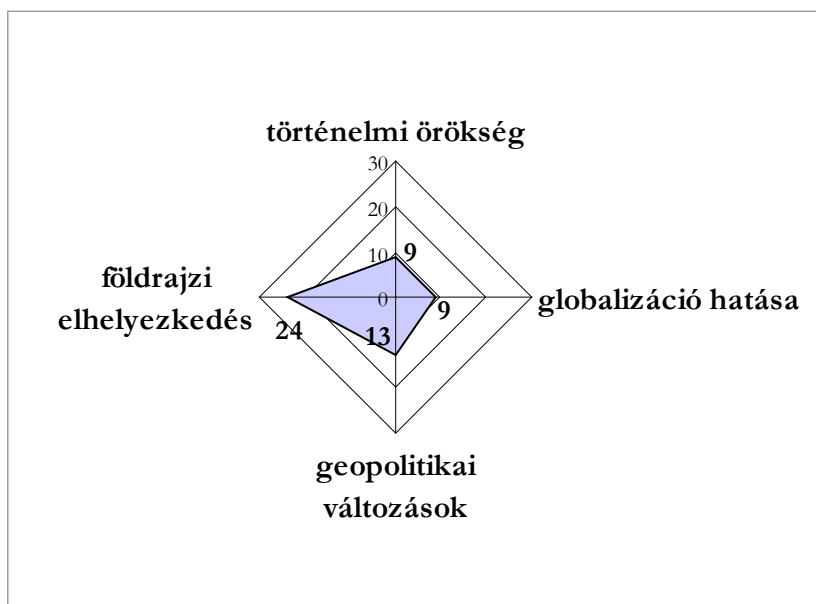 történelmi örökség
30
20
10
9
0
9
globalizáció hatása
földrajzi
elhelyezkedés
24
13
geopolitikai
változások